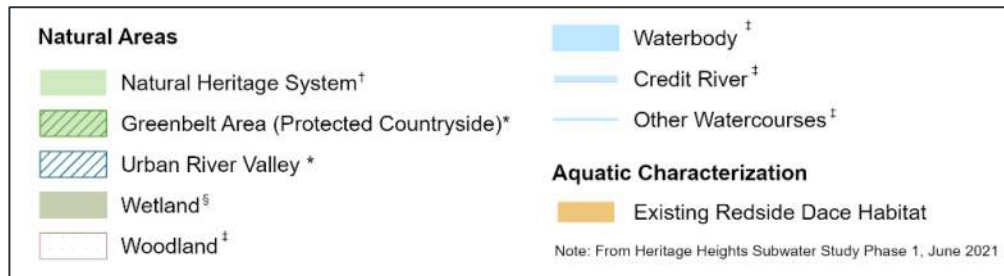 Natural Areas
Natural Heritage System†
Greenbelt Area (Protected Countryside)*
Urban River Valley *
Wetland§
Woodland‡
Waterbody ‡
Credit River‡
Other Watercourses‡
Aquatic Characterization
Existing Redside Dace Habitat
Note: From Heritage Heights Subwater Study Phase 1, June 2021